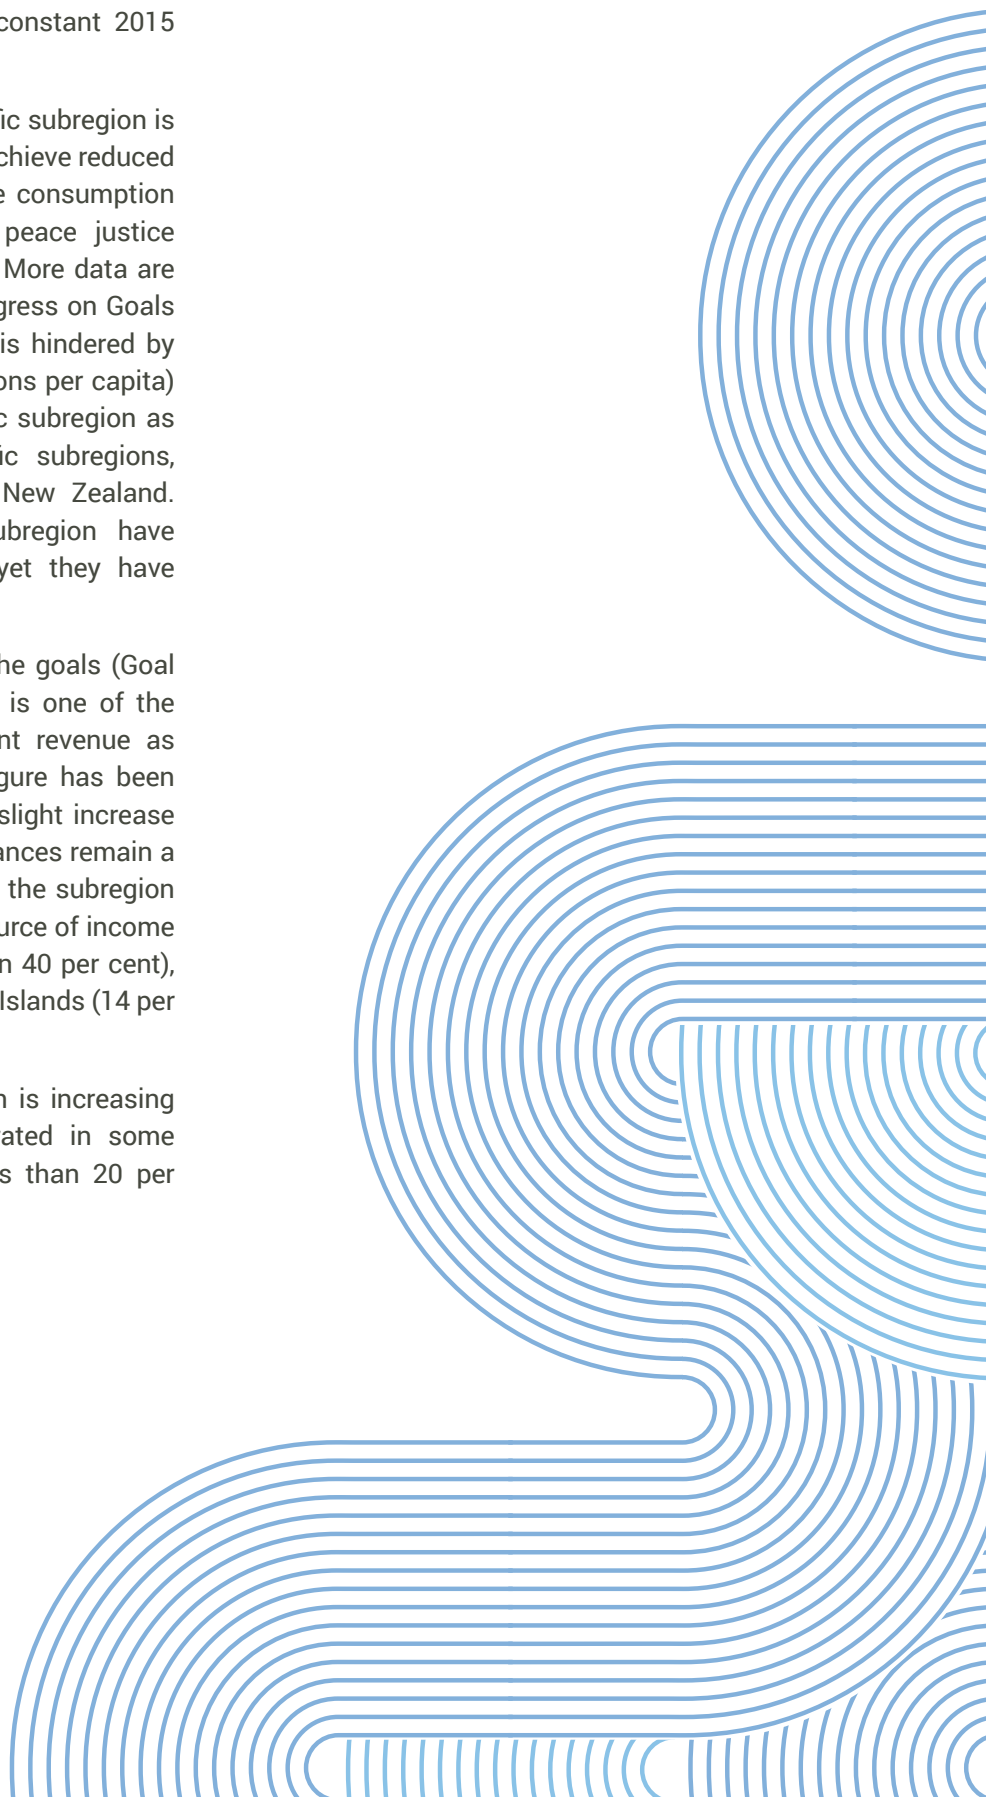 constant 2015
fic subregion is
chieve reduced
e consumption
peace justice
More data are
gress on Goals
is hindered by
ons per capita)
c subregion as
fic subregions,
New Zealand.
ubregion have
yet they have
he goals (Goal
is one of the
nt revenue as
gure has been
slight increase
ances remain a
the subregion
urce of income
n 40 per cent),
Islands (14 per
n is increasing
rated in some
s than 20 per